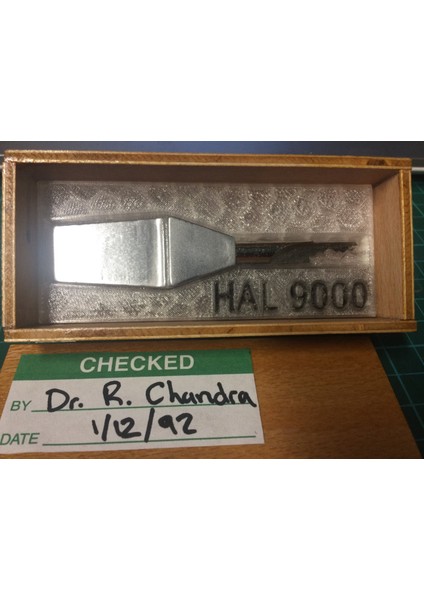 HAL 9000
CHECKED
BY Dr. R. Chandra
DATE 1/12/92